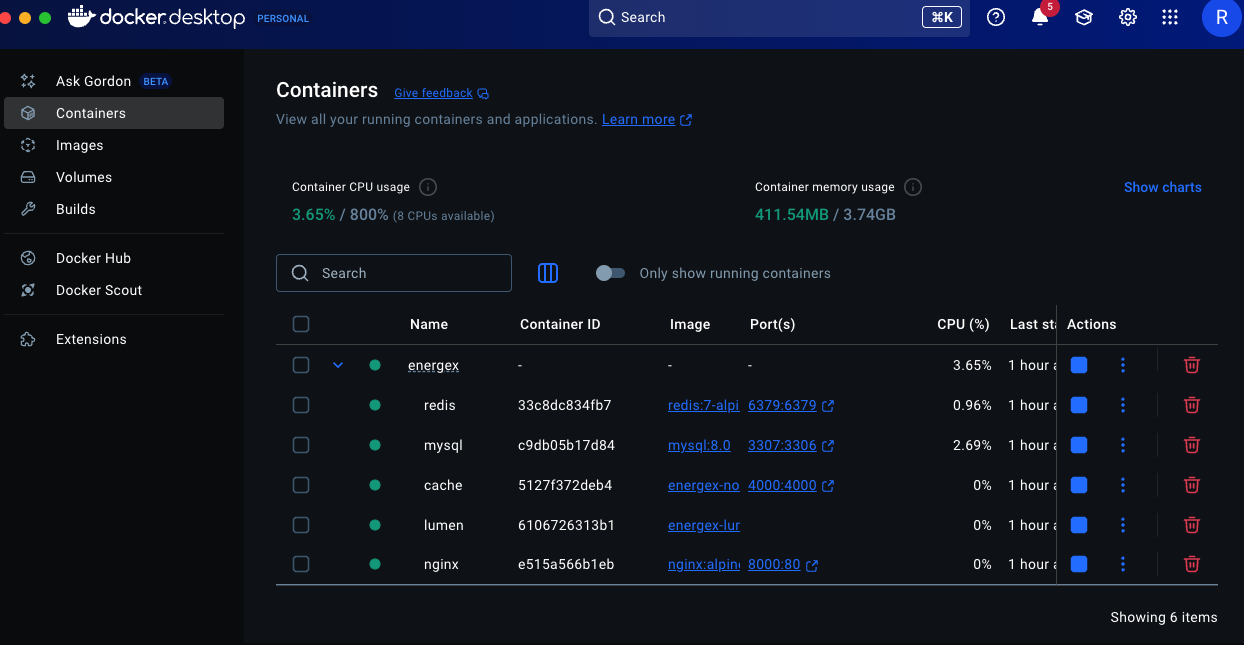 docker desktop PERSONAL Search ⌘K 5 R
Ask Gordon BETA
Containers
Images
Volumes
Builds
Docker Hub
Docker Scout
Extensions
Containers Give feedback
View all your running containers and applications. Learn more
Container CPU usage
3.65% / 800% (8 CPUs available)
Container memory usage
411.54MB / 3.74GB
Show charts
Search Only show running containers
Name Container ID Image Port(s) CPU (%) Last sta Actions
energex - - - 3.65% 1 hour a
redis 33c8dc834fb7 redis:7-alpi 6379:6379 0.96% 1 hour a
mysql c9db05b17d84 mysql:8.0 3307:3306 2.69% 1 hour a
cache 5127f372deb4 energex-no 4000:4000 0% 1 hour a
lumen 6106726313b1 energex-lur 0% 1 hour a
nginx e515a566b1eb nginx:alpine 8000:80 0% 1 hour a
Showing 6 items